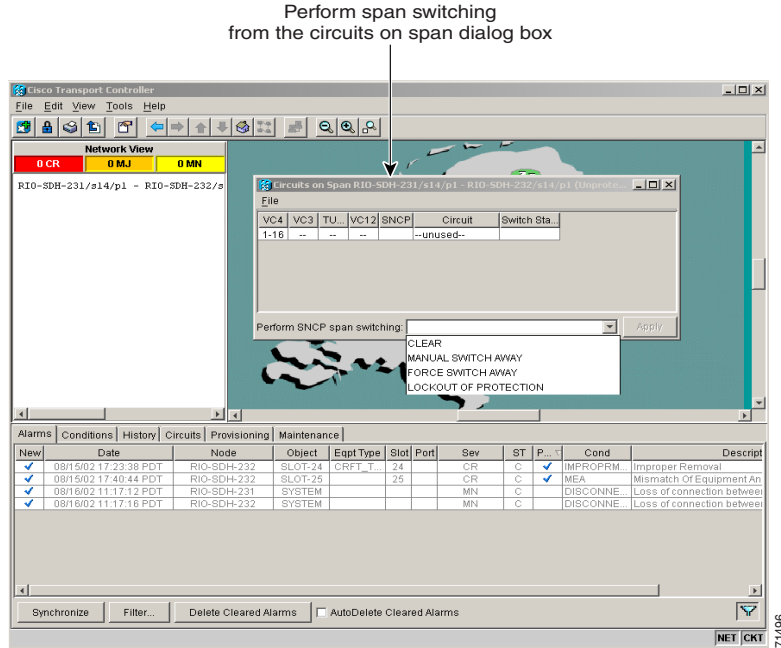 Perform span switching
from the circuits on span dialog box
Cisco Transport Controller
File Edit View Tools Help
Network View
0 CR 0 MJ 0 MN
RIO-SDH-231/s14/p1 - RIO-SDH-232/s
Circuits on Span RIO-SDH-231/s14/p1 - RIO-SDH-232/s14/p1 (Unprote...
File
VC4 VC3 TU... VC12 SNCP Circuit Switch Sta...
1-16 -- -- -- --unused--
Perform SNCP span switching: Apply
CLEAR
MANUAL SWITCH AWAY
FORCE SWITCH AWAY
LOCKOUT OF PROTECTION
Alarms Conditions History Circuits Provisioning Maintenance
New Date Node Object Eqpt Type Slot Port Sev ST P... Cond Descript
08/15/02 17:23:38 PDT RIO-SDH-232 SLOT-24 CRFT_T... 24 CR C IMPROPRM... Improper Removal
08/16/02 17:40:44 PDT RIO-SDH-232 SLOT-25 25 CR C MEA Mismatch Of Equipment An
08/16/02 11:17:12 PDT RIO-SDH-231 SYSTEM MN C DISCONNE... Loss of connection betwee
08/16/02 11:17:16 PDT RIO-SDH-232 SYSTEM MN C DISCONNE... Loss of connection betwee
Synchronize Filter... Delete Cleared Alarms AutoDelete Cleared Alarms
NET CKT
71496